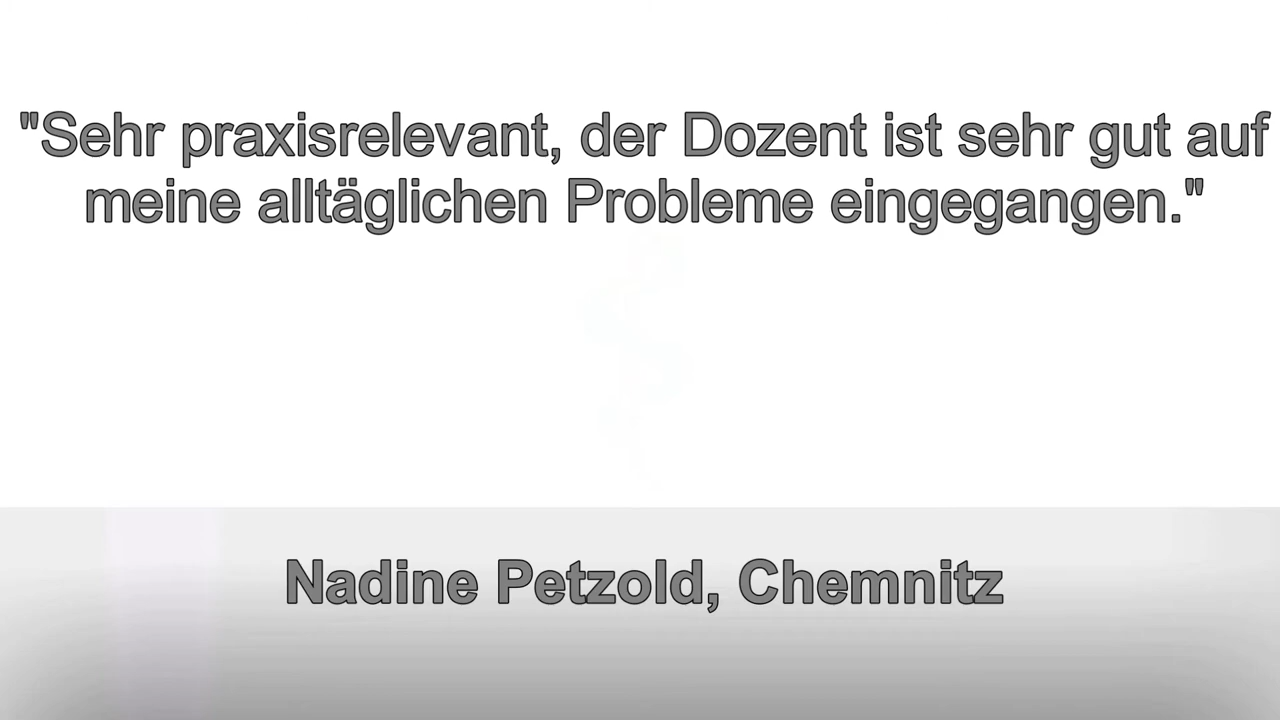 "Sehr praxisrelevant, der Dozent ist sehr gut auf
meine alltäglichen Probleme eingegangen."
Nadine Petzold, Chemnitz